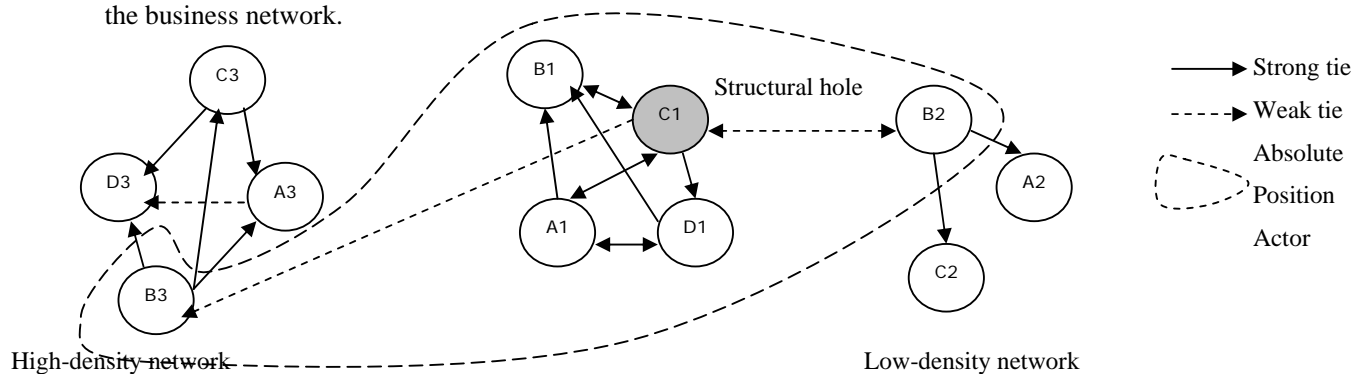 the business network.
C3
B1
Structural hole
C1
B2
D3
A3
A2
A1
D1
B3
C2
High-density network
Low-density network
Strong tie
Weak tie
Absolute
Position
Actor